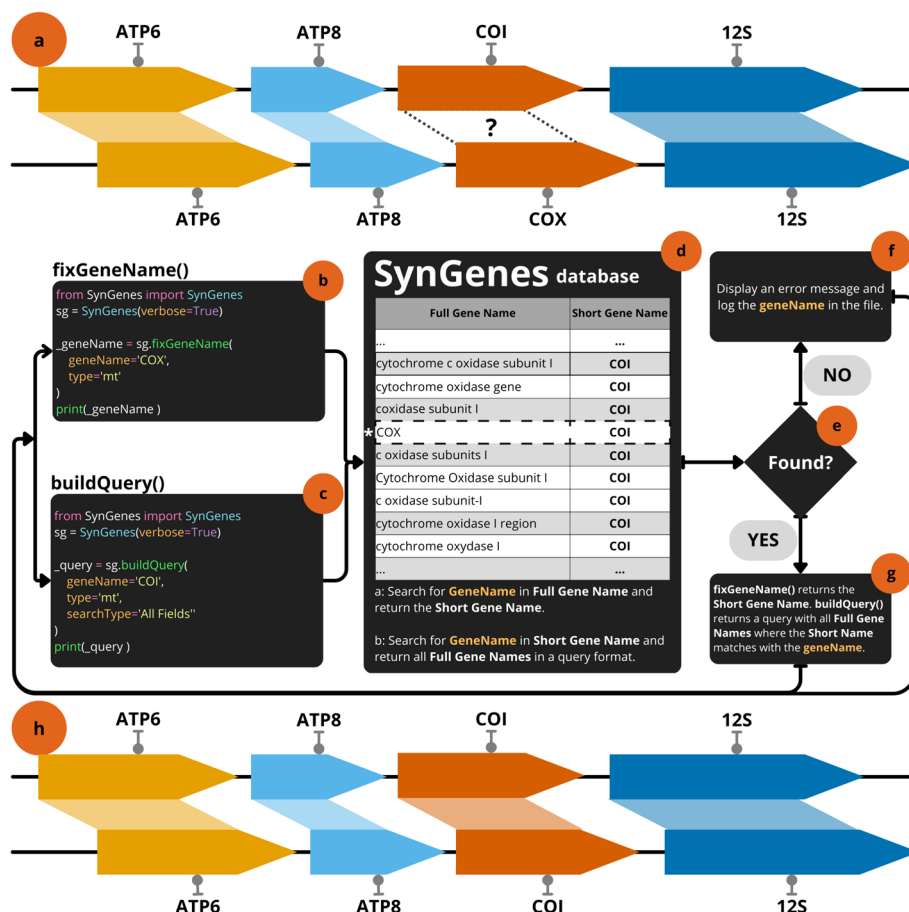 a
ATP6 ATP8 COI 12S
?
ATP6 ATP8 COX 12S
fixGeneName()
b
from SynGenes import SynGenes
sg = SynGenes(verbose=True)
_geneName = sg.fixGeneName(
geneName='COX',
type='mt'
)
print(_geneName )
buildQuery()
c
from SynGenes import SynGenes
sg = SynGenes(verbose=True)
_query = sg.buildQuery(
geneName='COI',
type='mt',
searchType='All Fields''
)
print(_query )
d
SynGenes database
Full Gene Name Short Gene Name
... ...
cytochrome c oxidase subunit I COI
cytochrome oxidase gene COI
coxidase subunit I COI
*COX COI
c oxidase subunits I COI
Cytochrome Oxidase subunit I COI
c oxidase subunit-I COI
cytochrome oxidase I region COI
cytochrome oxydase I COI
... ...
a: Search for GeneName in Full Gene Name and
return the Short Gene Name.
b: Search for GeneName in Short Gene Name and
return all Full Gene Names in a query format.
f
Display an error message and
log the geneName in the file.
NO
e
Found?
YES
g
fixGeneName() returns the
Short Gene Name. buildQuery()
returns a query with all Full Gene
Names where the Short Name
matches with the geneName.
h
ATP6 ATP8 COI 12S
ATP6 ATP8 COI 12S